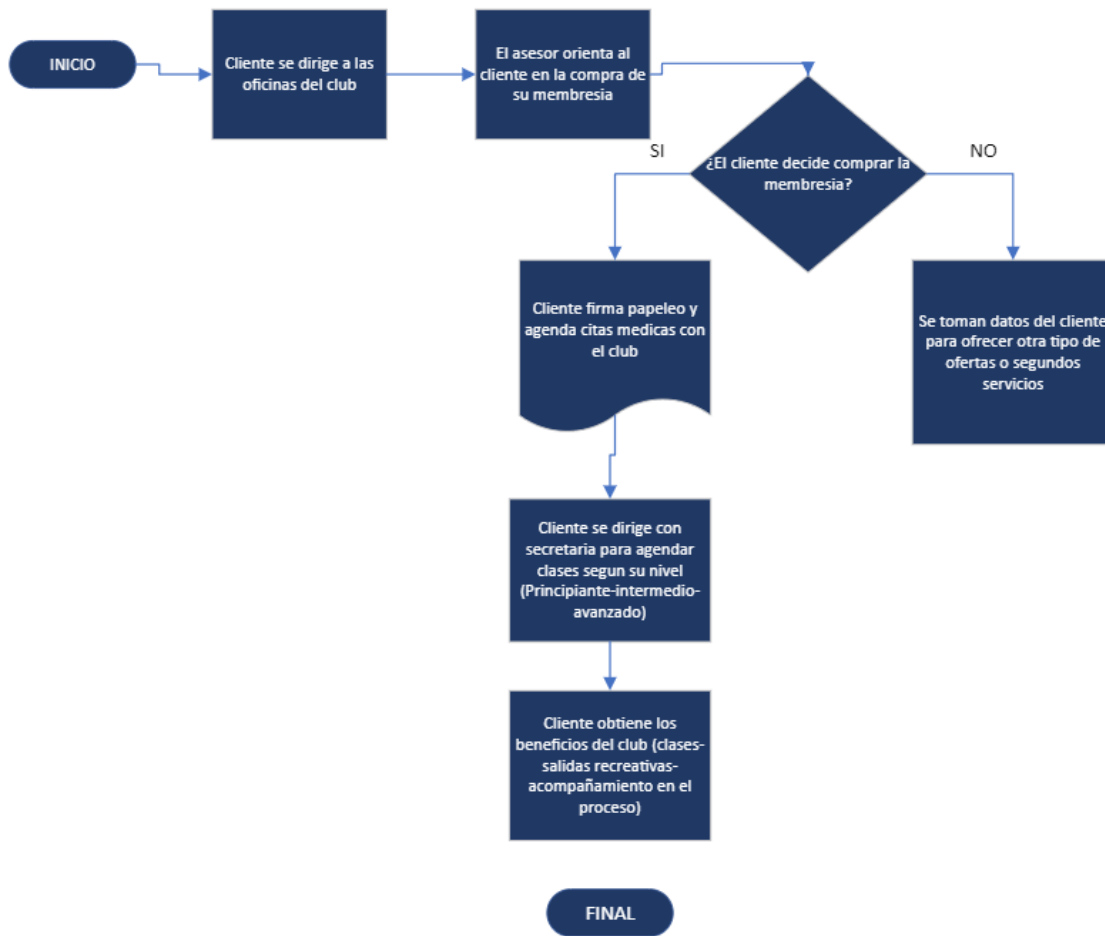 INICIO
Cliente se dirige a las
oficinas del club
El asesor orienta al
cliente en la compra de
su membresia
¿El cliente decide comprar la
membresia?
SI
NO
Cliente firma papeleo y
agenda citas medicas con
el club
Se toman datos del cliente
para ofrecer otra tipo de
ofertas o segundos
servicios
Cliente se dirige con
secretaria para agendar
clases segun su nivel
(Principiante-intermedio-
avanzado)
Cliente obtiene los
beneficios del club (clases-
salidas recreativas-
acompañamiento en el
proceso)
FINAL